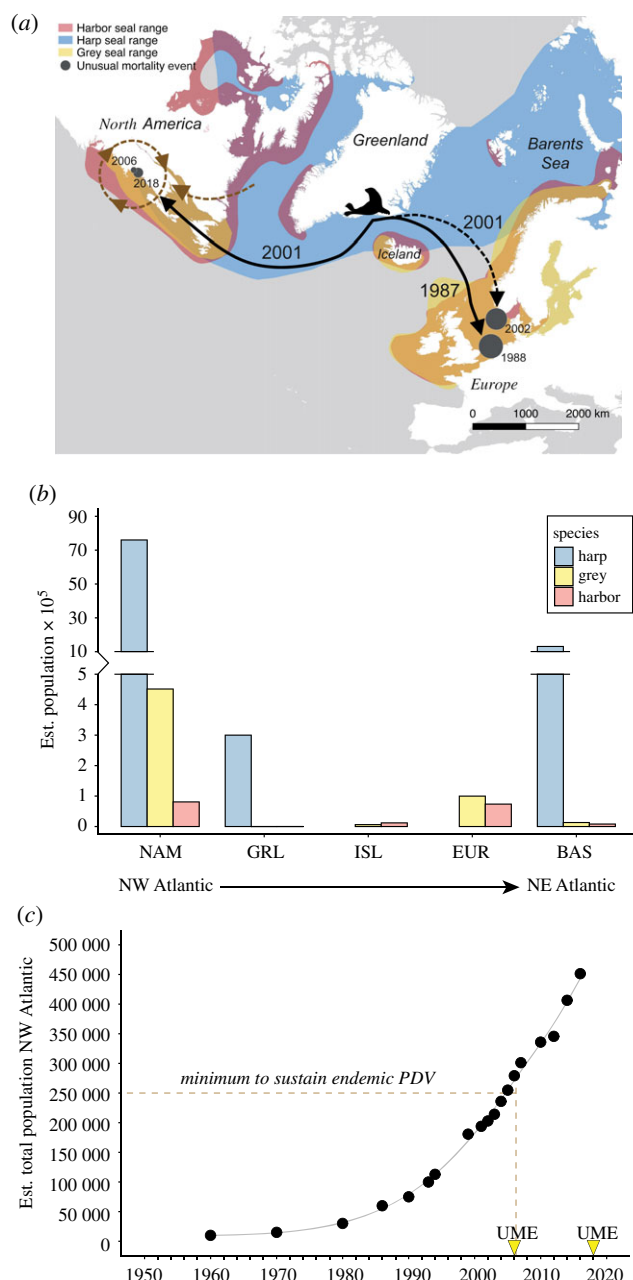 (a)
Harbor seal range
Harp seal range
Grey seal range
Unusual mortality event
North America
Greenland
Barents
Sea
2006
2018
2001
2001
Iceland
1987
2002
1988
Europe
0 1000 2000 km
(b)
90
70
50
30
10
5
4
3
2
1
0
Est. population × 10⁵
species
harp
grey
harbor
NAM GRL ISL EUR BAS
NW Atlantic NE Atlantic
(c)
500 000
450 000
400 000
350 000
300 000
250 000
200 000
150 000
100 000
50 000
0
Est. total population NW Atlantic
minimum to sustain endemic PDV
UME UME
1950 1960 1970 1980 1990 2000 2010 2020